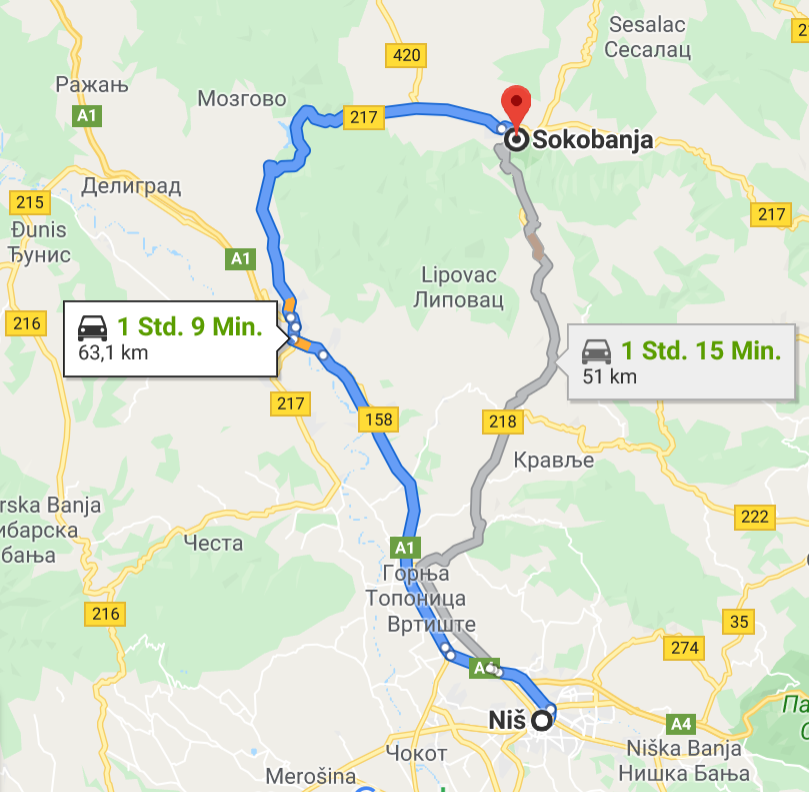 Sesalac
Сесалац
420
21
Ражањ
A1
Мозгово
217
Sokobanja
Делиград
215
217
Đunis
Ђунис
A1
Lipovac
Липовац
216
1 Std. 9 Min.
63,1 km
1 Std. 15 Min.
51 km
217
158
218
Кравље
rska Banja
ибарска
бања
222
Честа
A1
Горња
Топоница
Вртиште
216
35
274
A4
Niš
A4
Па
Чокот
Niška Banja
Нишка Бања
Merošina